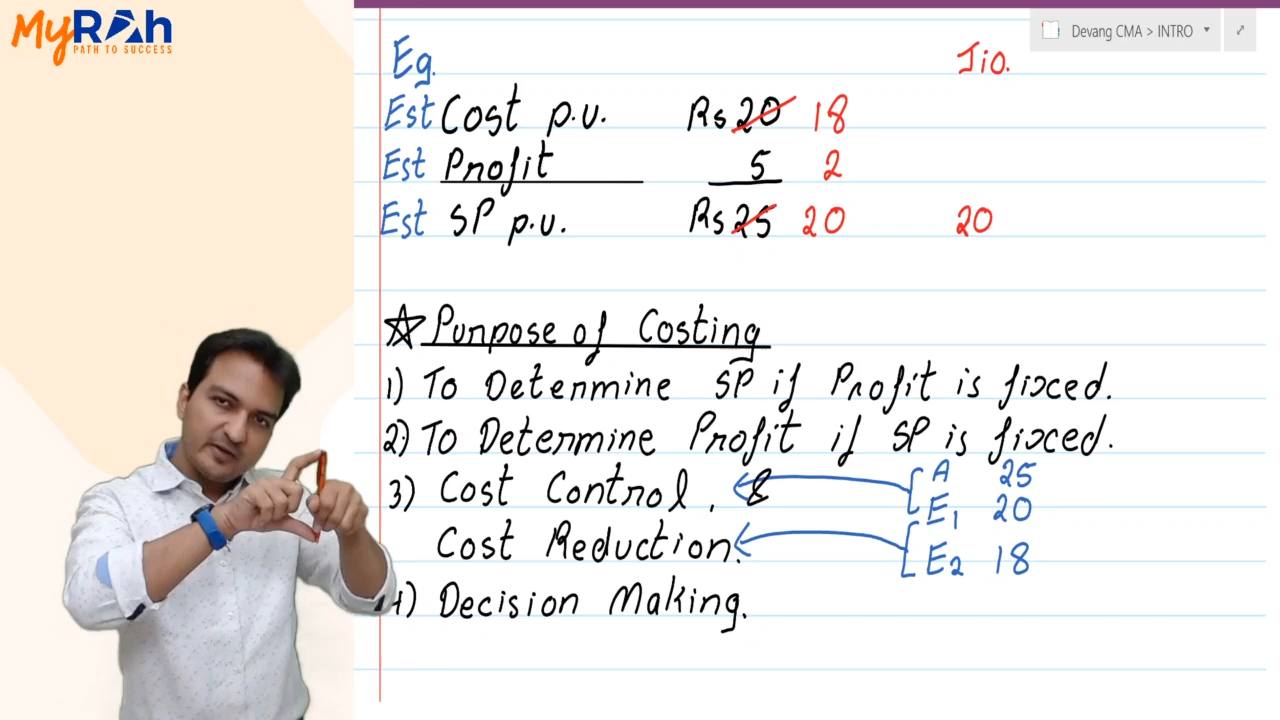 MyRAh
PATH TO SUCCESS
Devang CMA > INTRO
Eg. Jio.
Est Cost p.u. Rs 20 18
Est Profit 5 2
Est SP p.u. Rs 25 20 20
Purpose of Costing
1) To Determine SP if Profit is fixed.
2) To Determine Profit if SP is fixed.
3) Cost Control. & A 25
E1 20
Cost Reduction. E2 18
4) Decision Making.